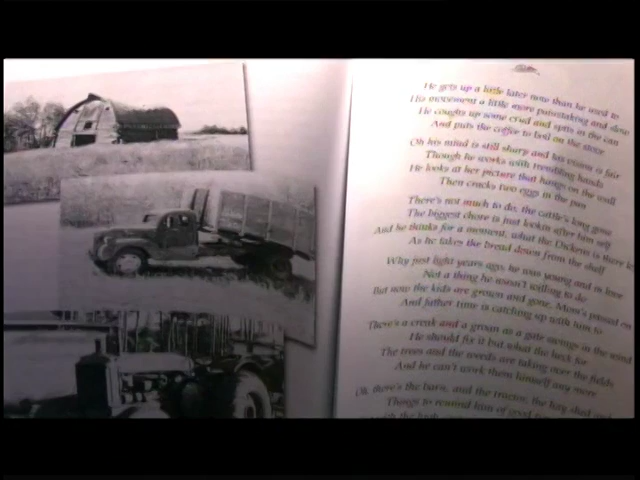 He gets up a little later now than he used to
His movement a little more painstaking and slow
He coughs up some crud and spits in the can
And puts the coffee to boil on the stove
Oh his mind is still sharp and his vision is fair
Though he works with trembling hands
He looks at her picture that hangs on the wall
Then cracks two eggs in the pan
There's not much to do, the cattle's long gone
The biggest chore is just lookin after him self
And he thinks for a moment, what the Dickens is there to
As he takes the bread down from the shelf
Why just light years ago, he was young and in love
Not a thing he wasn't willing to do
But now the kids are grown and gone, Mom's passed on
And father time is catching up with him to
There's a creak and a groan as a gate swings in the wind
He should fix it but what the heck for
The trees and the weeds are taking over the fields
And he can't work them himself any more
Oh there's the barn, and the tractor, the hay shed and
Things to remind him of good